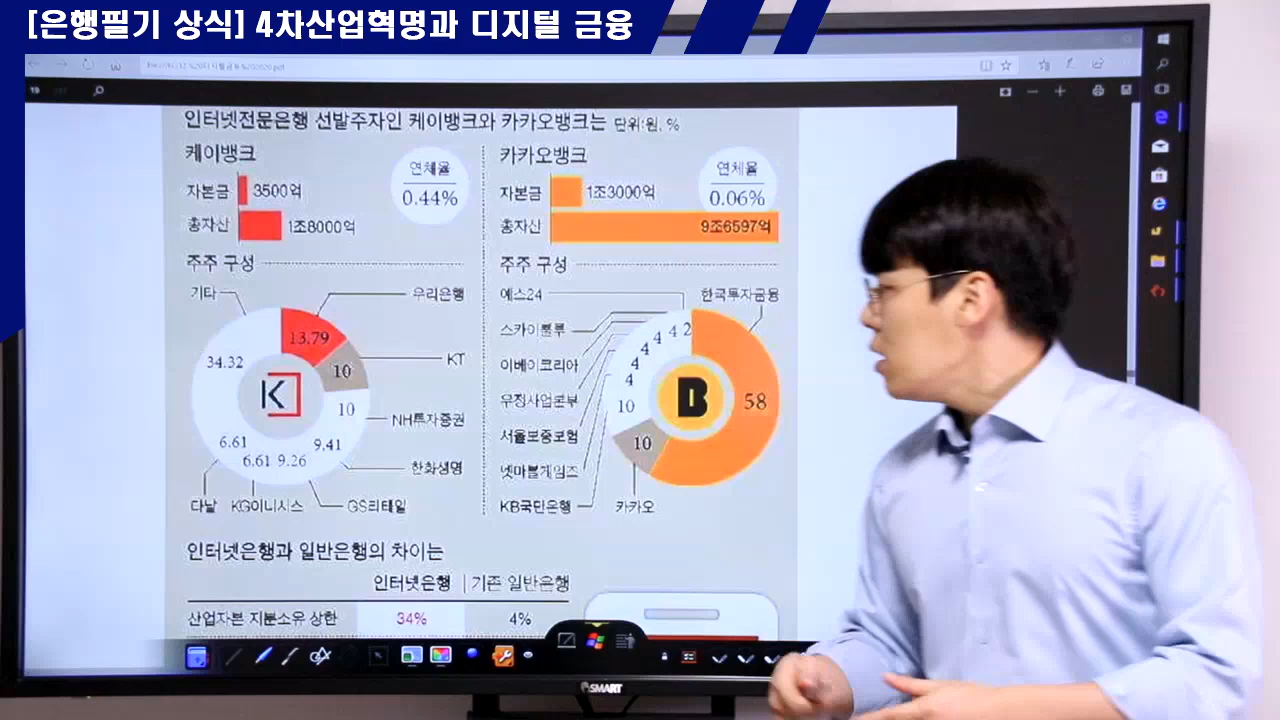 [은행필기 상식] 4차산업혁명과 디지털 금융
19
인터넷전문은행 선발주자인 케이뱅크와 카카오뱅크는 단위:원, %
케이뱅크
연체율
0.44%
자본금 3500억
총자산 1조8000억
주주 구성
기타
우리은행
13.79
34.32
10
KT
K
10
NH투자증권
6.61
9.41
6.61
9.26
한화생명
다날
KG이니시스
GS리테일
카카오뱅크
연체율
0.06%
자본금 1조3000억
총자산 9조6597억
주주 구성
예스24
한국투자금융
스카이블루
이베이코리아
우정사업본부
서울보증보험
넷마블게임즈
KB국민은행
카카오
2
4
4
4
4
4
10
10
58
B
인터넷은행과 일반은행의 차이는
인터넷은행 기존 일반은행
산업자본 지분소유 상한 34% 4%
SMART